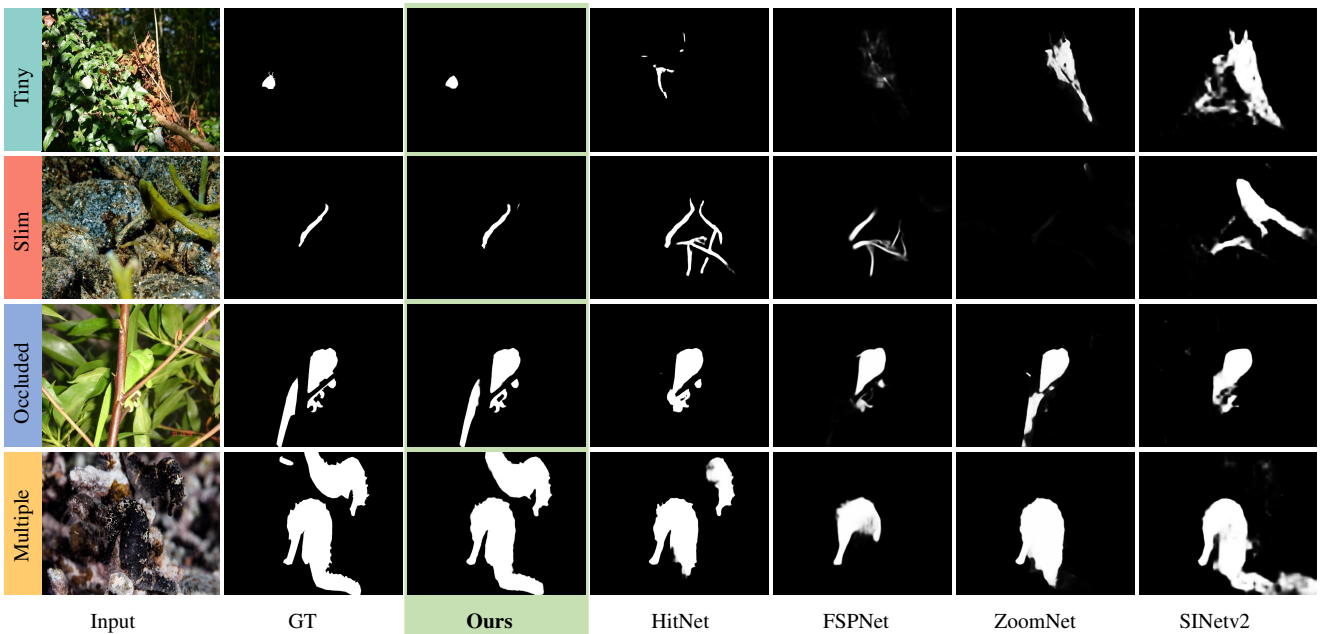 Tiny
Slim
Occluded
Multiple
Input GT Ours HitNet FSPNet ZoomNet SINetv2